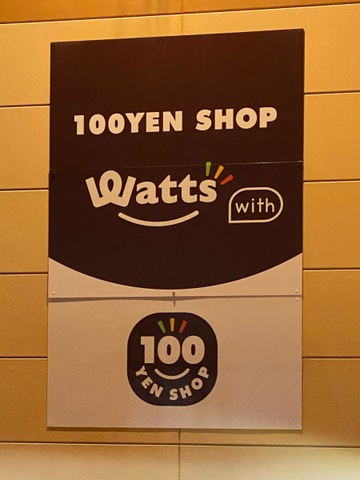 100YEN SHOP
Watts
with
100
YEN SHOP